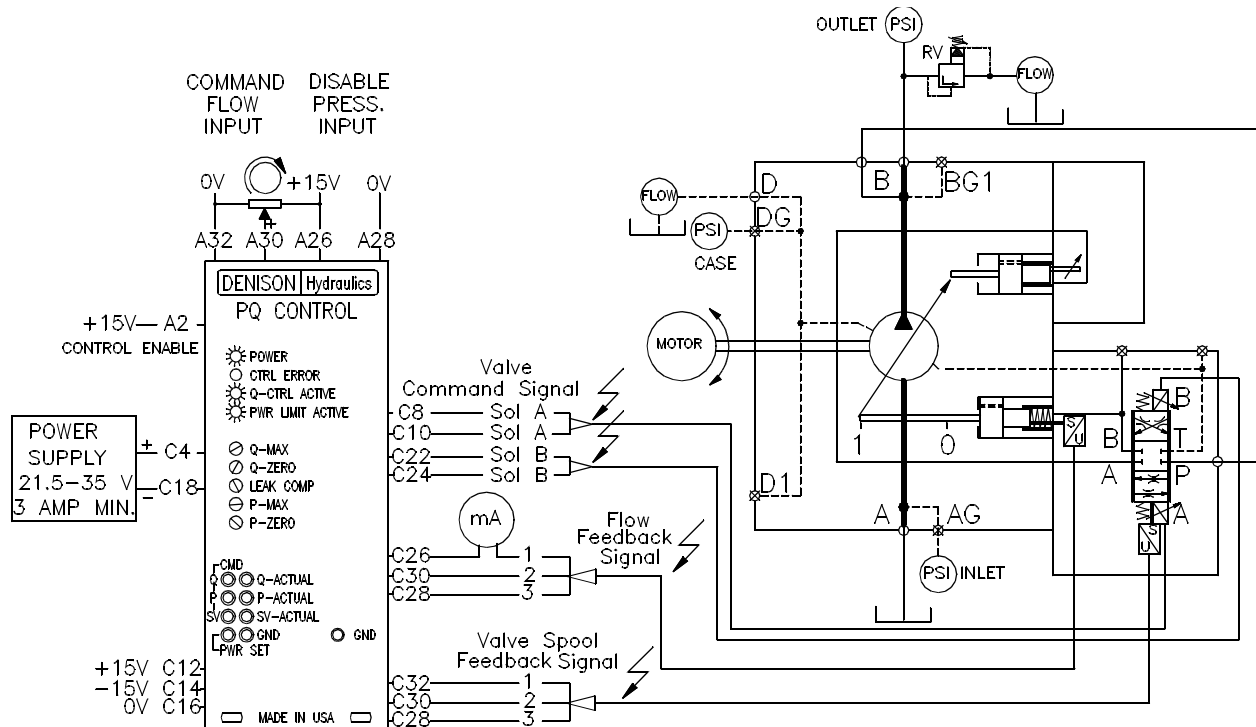 COMMAND FLOW INPUT
DISABLE PRESS. INPUT
0V
+15V
0V
A32 A30 A26 A28
DENISON Hydraulics
PQ CONTROL
+15V A2
CONTROL ENABLE
POWER
CTRL ERROR
Q-CTRL ACTIVE
PWR LIMIT ACTIVE
POWER SUPPLY
21.5-35 V
3 AMP MIN.
+ C4
- C18
Q-MAX
Q-ZERO
LEAK COMP
P-MAX
P-ZERO
CMD
Q Q-ACTUAL
P P-ACTUAL
SV SV-ACTUAL
GND
GND
PWR SET
+15V C12
-15V C14
0V C16
MADE IN USA
Valve
Command Signal
C8 Sol A
C10 Sol A
C22 Sol B
C24 Sol B
mA
Flow
Feedback
Signal
C26 1
C30 2
C28 3
Valve Spool
Feedback Signal
C32 1
C30 2
C28 3
OUTLET PSI
RV
FLOW
B
BG1
FLOW
D
DG
PSI
CASE
MOTOR
1 0
S
U
D1
A
AG
PSI INLET
B
B T
A P
A
S
U